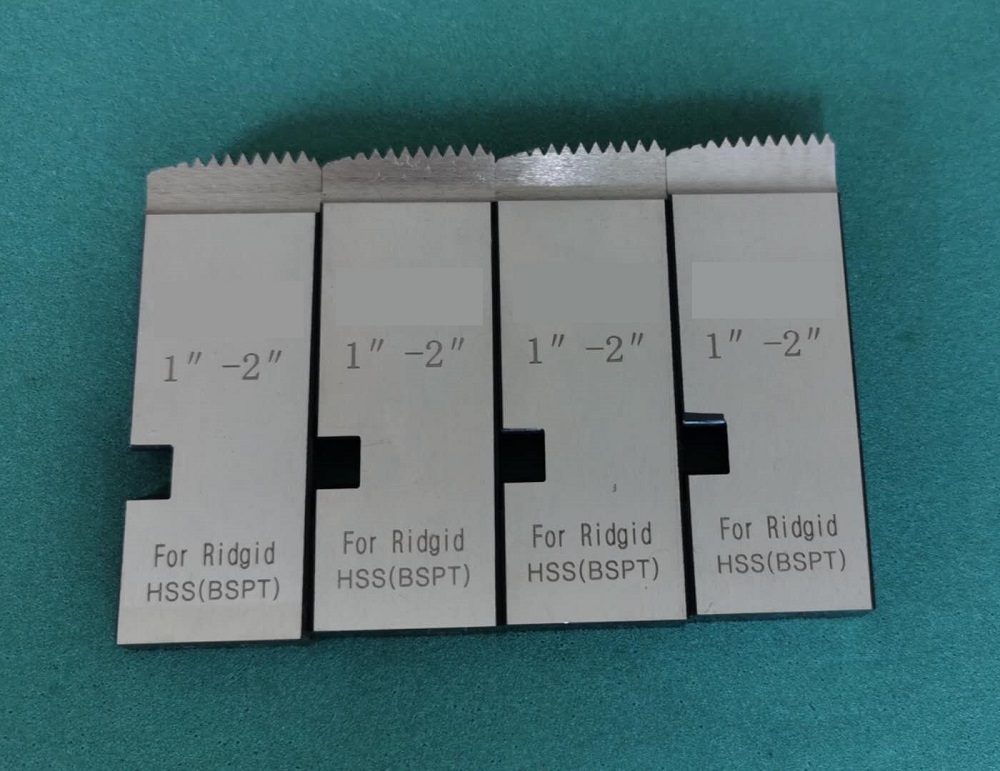 1″ -2″
For Ridgid
HSS(BSPT)
1″ -2″
For Ridgid
HSS(BSPT)
1″ -2″
For Ridgid
HSS(BSPT)
1″ -2″
For Ridgid
HSS(BSPT)